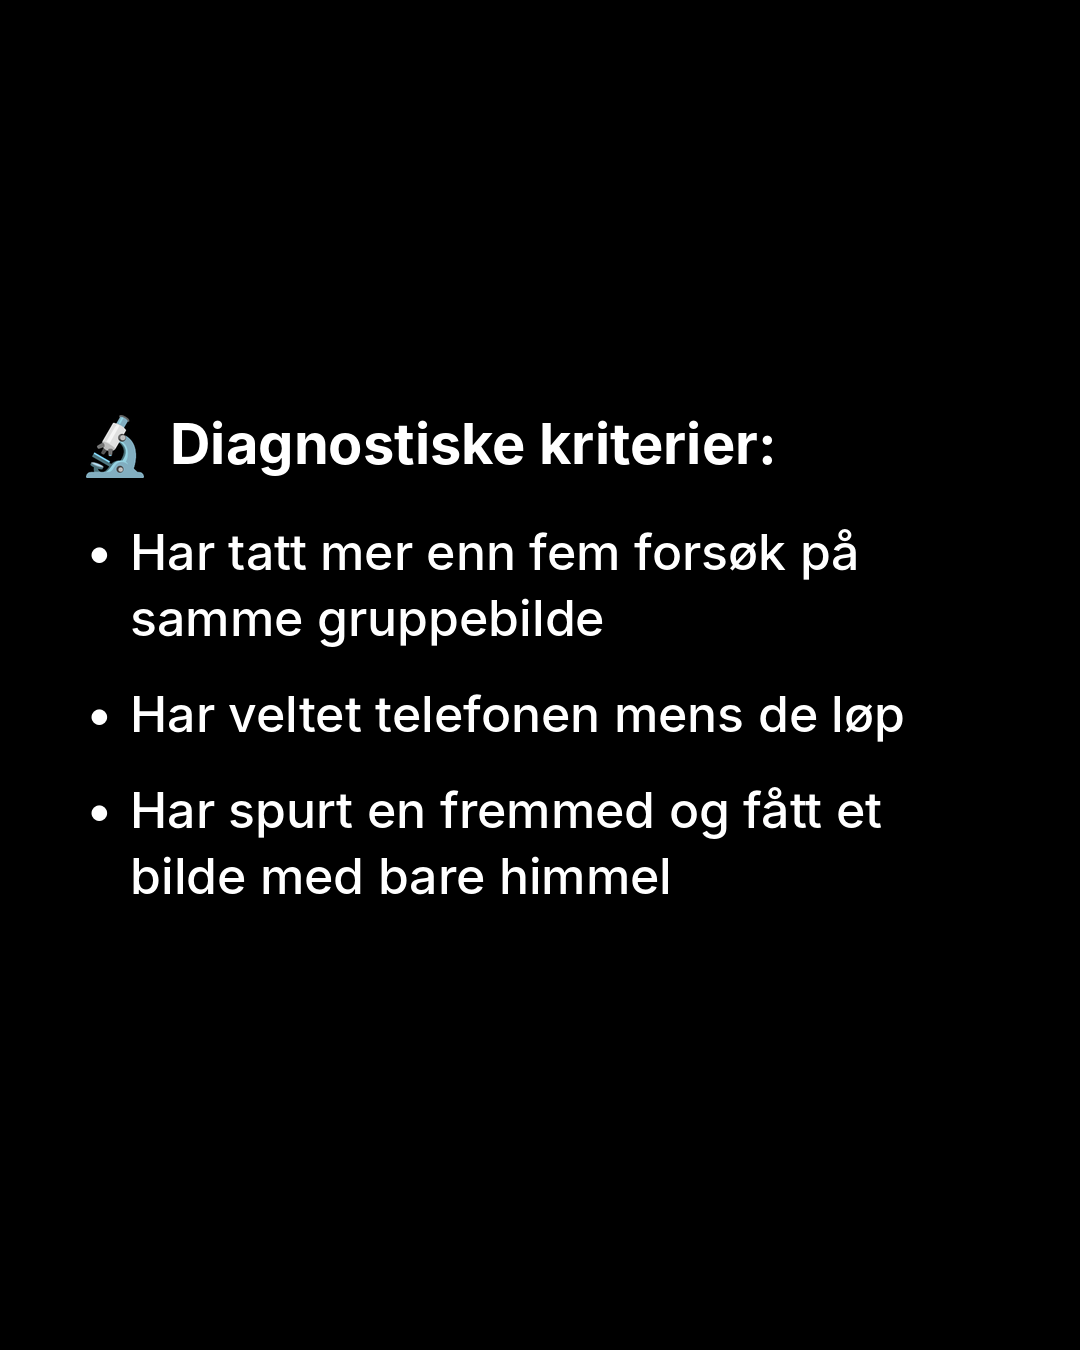 🔬 Diagnostiske kriterier:
• Har tatt mer enn fem forsøk på
samme gruppebilde
• Har veltet telefonen mens de løp
• Har spurt en fremmed og fått et
bilde med bare himmel